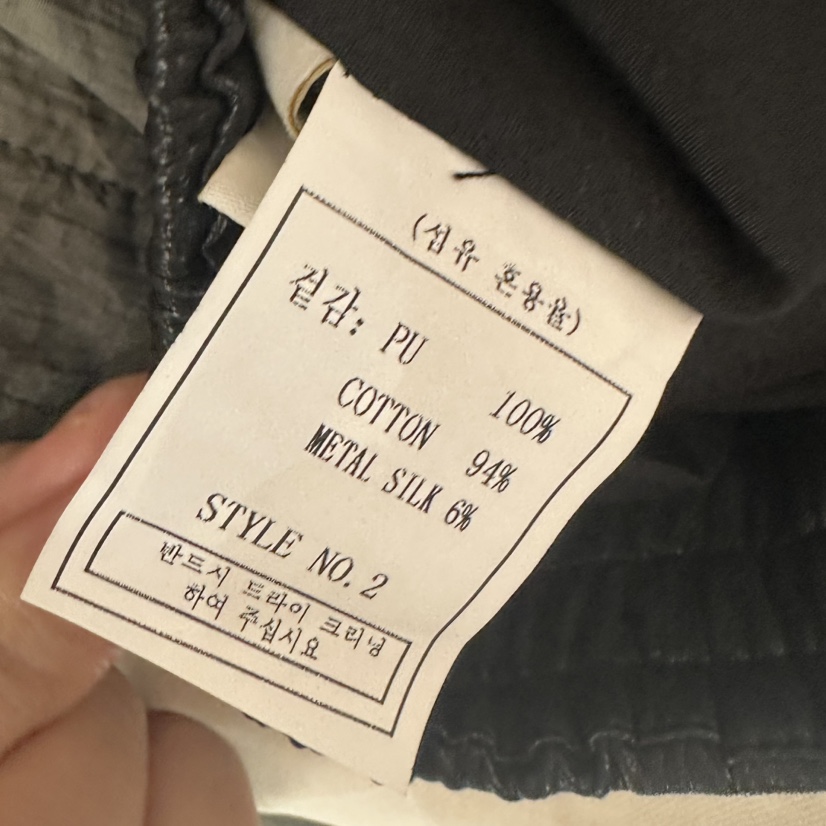 (섬유 혼용율)
겉감: PU 100%
COTTON 94%
METAL SILK 6%
STYLE NO. 2
반드시 드라이 크리닝
하여 주십시요